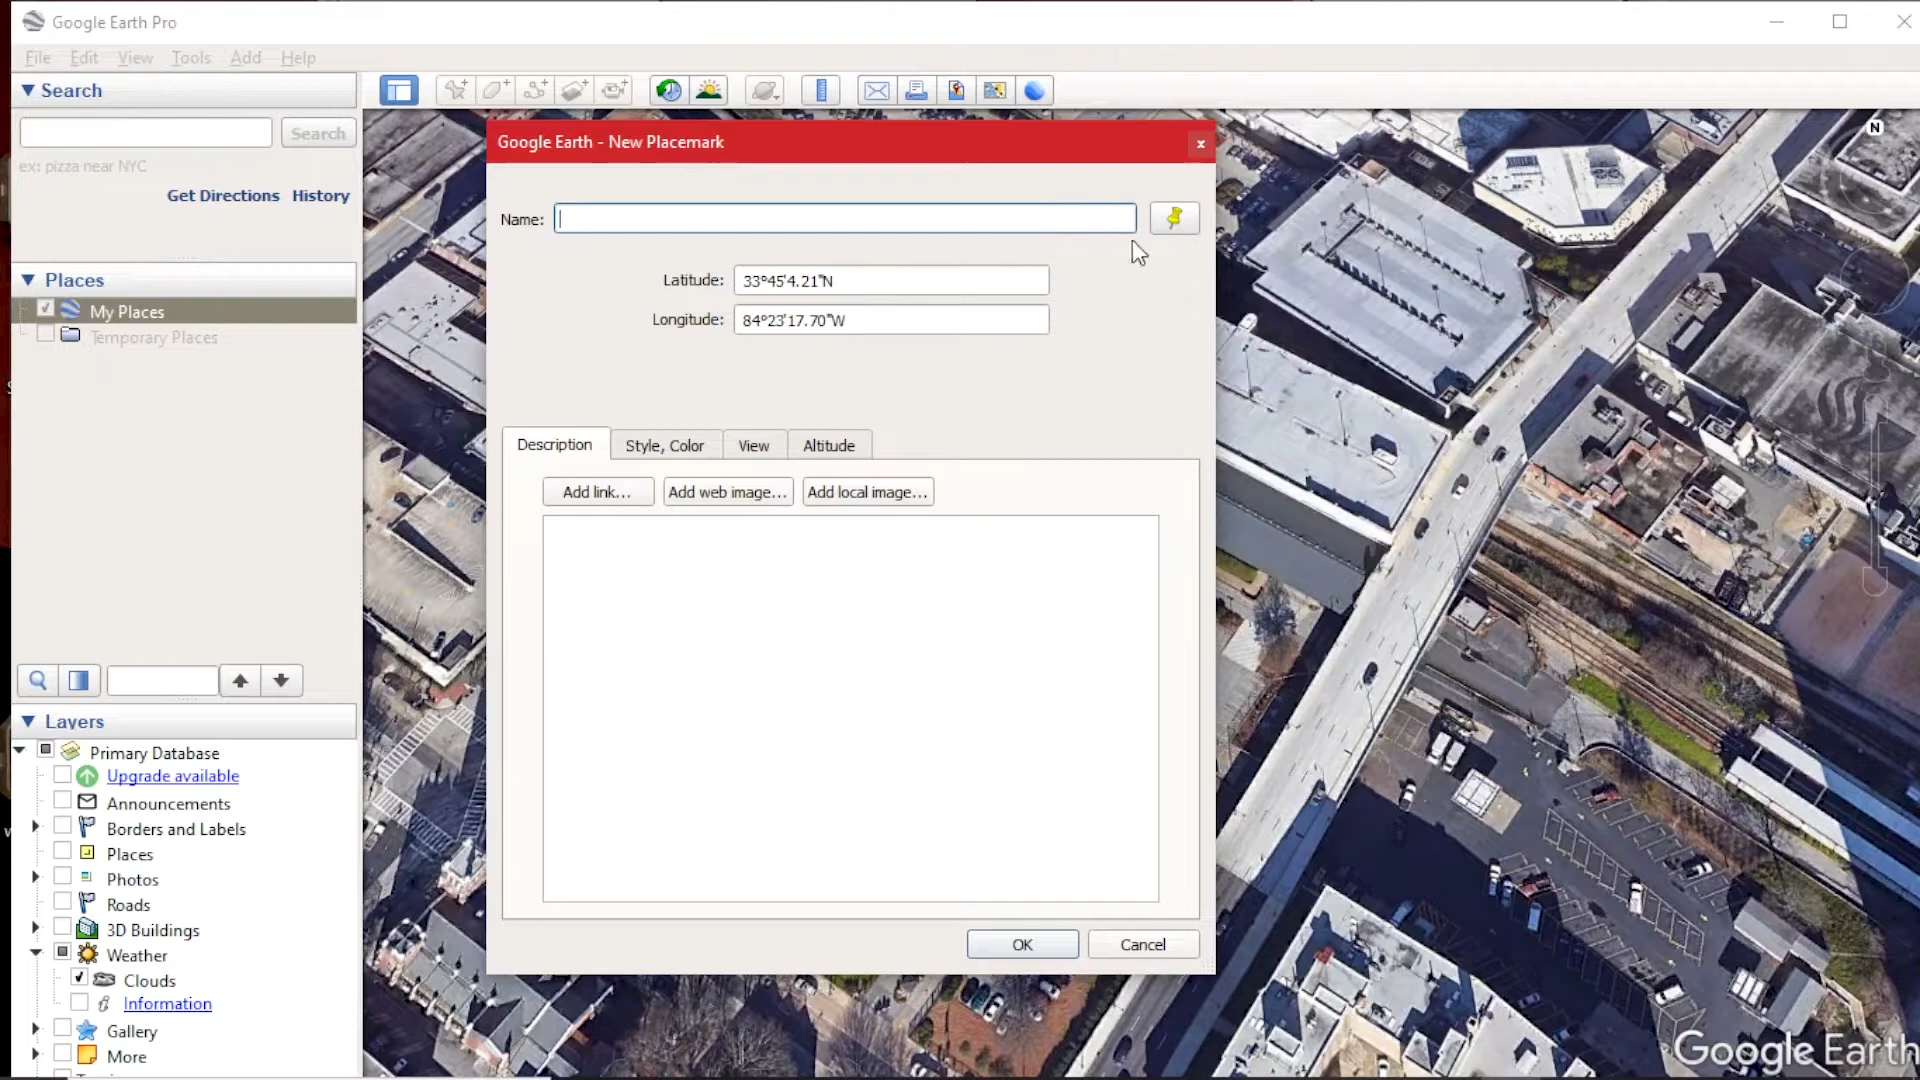 Google Earth Pro
File Edit View Tools Add Help
Search
Search
ex: pizza near NYC
Get Directions History
Places
My Places
Temporary Places
Layers
Primary Database
Upgrade available
Announcements
Borders and Labels
Places
Photos
Roads
3D Buildings
Weather
Clouds
Information
Gallery
More
Google Earth - New Placemark
Name:
Latitude: 33°45'4.21"N
Longitude: 84°23'17.70"W
Description Style, Color View Altitude
Add link... Add web image... Add local image...
OK Cancel
N
Google Earth